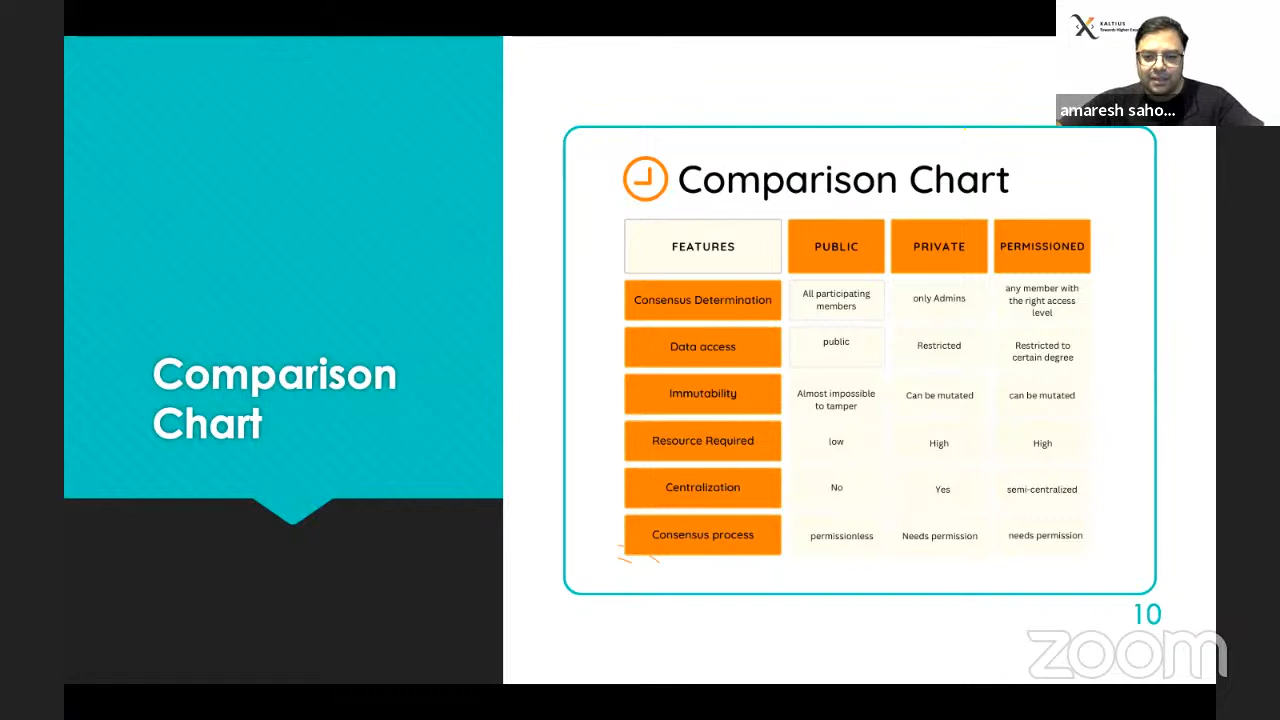 XALTIUS
amaresh saho...
Comparison
Chart
Comparison Chart
FEATURES
PUBLIC
PRIVATE
PERMISSIONED
Consensus Determination
All participating
members
only Admins
any member with
the right access
level
Data access
public
Restricted
Restricted to
certain degree
Immutability
Almost impossible
to tamper
Can be mutated
can be mutated
Resource Required
low
High
High
Centralization
No
Yes
semi-centralized
Consensus process
permissionless
Needs permission
needs permission
10
zoom